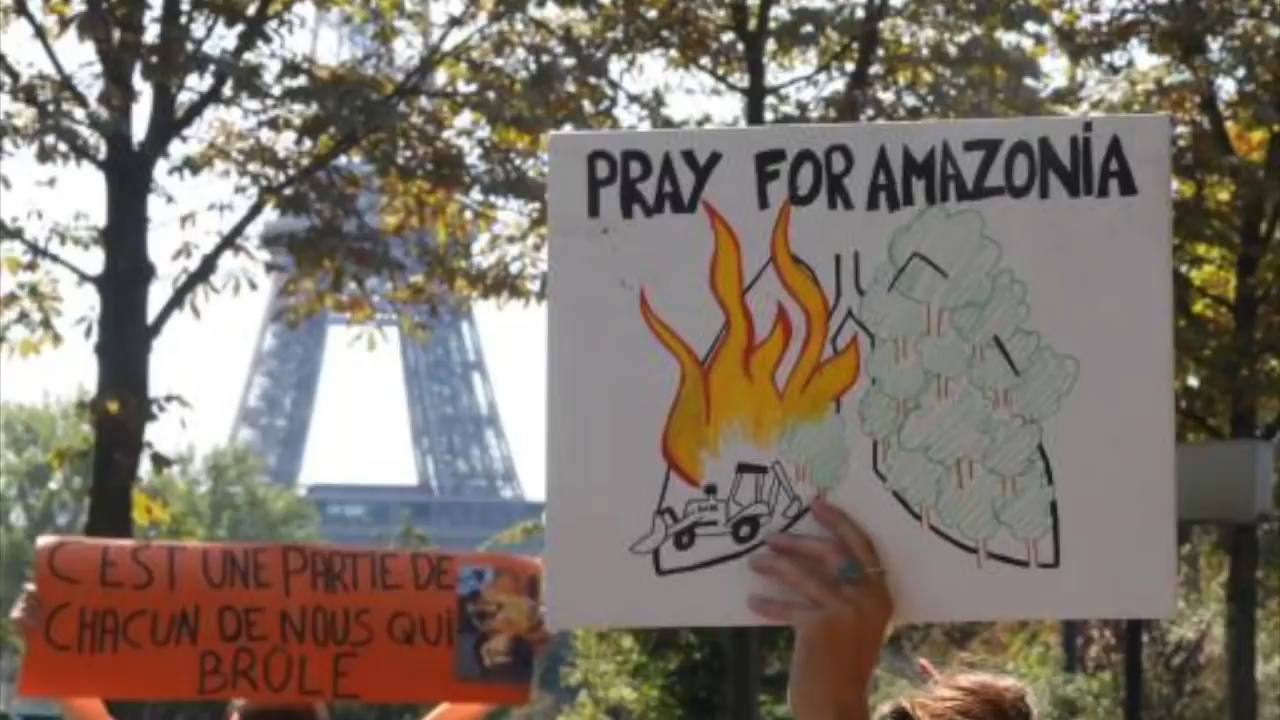 PRAY FOR AMAZONiA
C'EST UNE PARTIE DE
CHACUN DE NOUS QUi
BRÛLE